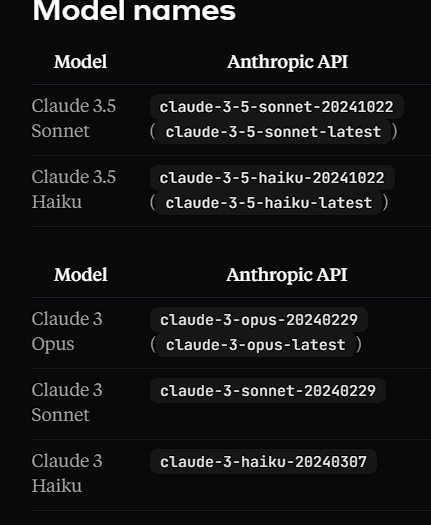 Model names
Model Anthropic API
Claude 3.5 claude-3-5-sonnet-20241022
Sonnet ( claude-3-5-sonnet-latest )
Claude 3.5 claude-3-5-haiku-20241022
Haiku ( claude-3-5-haiku-latest )
Model Anthropic API
Claude 3 claude-3-opus-20240229
Opus ( claude-3-opus-latest )
Claude 3 claude-3-sonnet-20240229
Sonnet
Claude 3 claude-3-haiku-20240307
Haiku